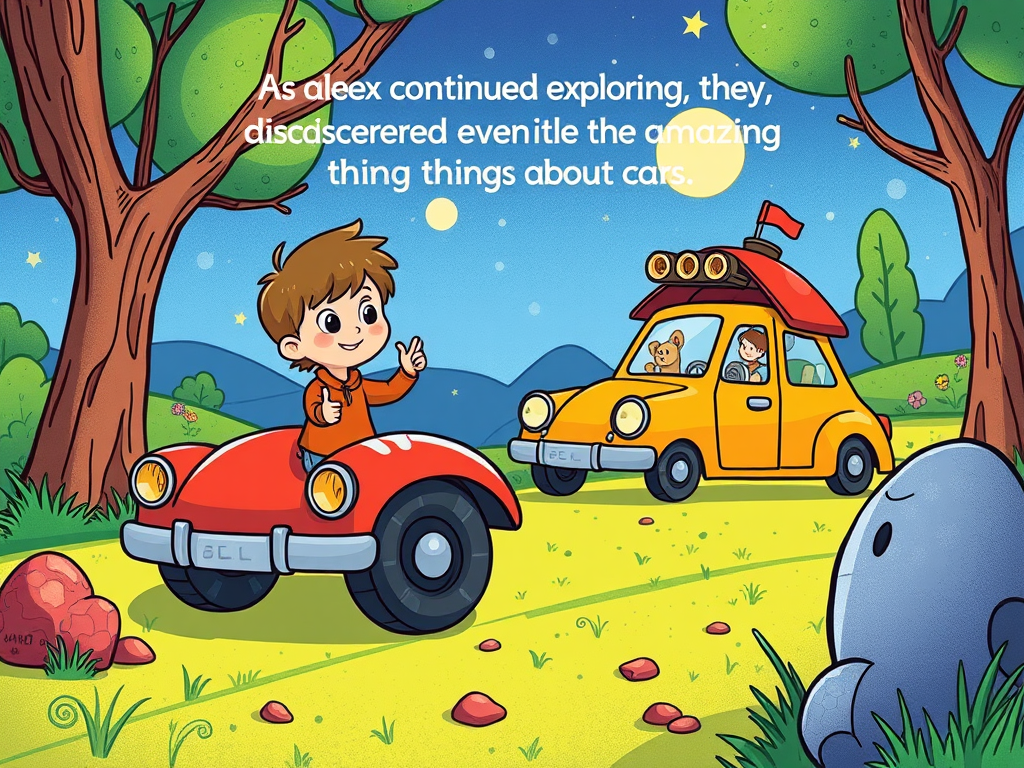 As aleex continued exploring, they,
discdscerered evenitle the amazing
thing things about cars.